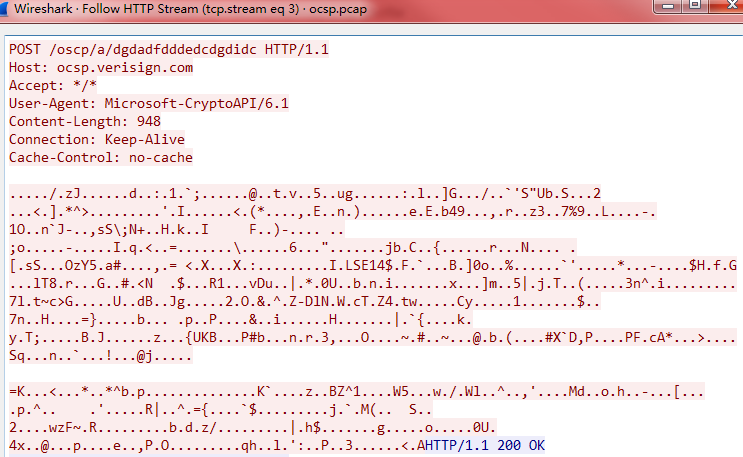 Wireshark · Follow HTTP Stream (tcp.stream eq 3) · ocsp.pcap
POST /oscp/a/dgdadfdddedcdgdidc HTTP/1.1
Host: ocsp.verisign.com
Accept: */*
User-Agent: Microsoft-CryptoAPI/6.1
Content-Length: 948
Connection: Keep-Alive
Cache-Control: no-cache
...../.zJ......d..:.1.`;......@..t.v..5..ug......:.l..]G.../..`'S"Ub.S...2
...<.].*^>.........'.I......<.(*....,.E..n.)......e.E.b49...,.r..z3..7%9..L....-.
1O..n`J-..,sS\;N+..H.k..I     F..)-.... ..
;o.....-.....I.q.<..=.......\......6...".......jb.C..{......r...N.....
[.sS...OzY5.a#....,.= <.X...X.:.........I.LSE14$.F.`...B.]0o..%.....`'.....*...-....$H.f.G
...lT8.r...G..#.<N  .$...R1...vDu..|.*.0U..b.n.i.......x...]m..5|.j.T..(.....3n^.i.........
7l.t~c>G.....U..dB..Jg.....2.O.&.^.Z-DlN.W.cT.Z4.tw.....Cy.....1.......$..
7n..H....=}.....b... .p..P....&..i......H.......|.`{....k.
y.T;.....B.J......z...{UKB...P#b...n.r.3,...O....~.#..~...@.b.(....#X`D,P....PF.cA*...>....
Sq...n..`...!...@j.....
=K...<...*..*^b.p..............K`....z..BZ^1....W5...w./.Wl..^..,'....Md..o.h..-...[...
.p.^..   .'.....R|..^.={....`$.........j.`.M(..  S..
2....wzF~.R.........b.d.z/.........|.h$.......g.....o.....0U.
4x..@...p....e..,P.O.........qh..l.':..P..3......<.AHTTP/1.1 200 OK